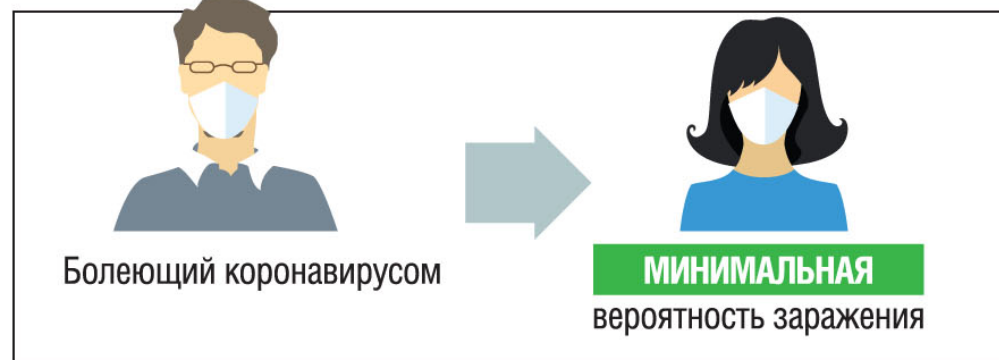 Болеющий коронавирусом
МИНИМАЛЬНАЯ
вероятность заражения